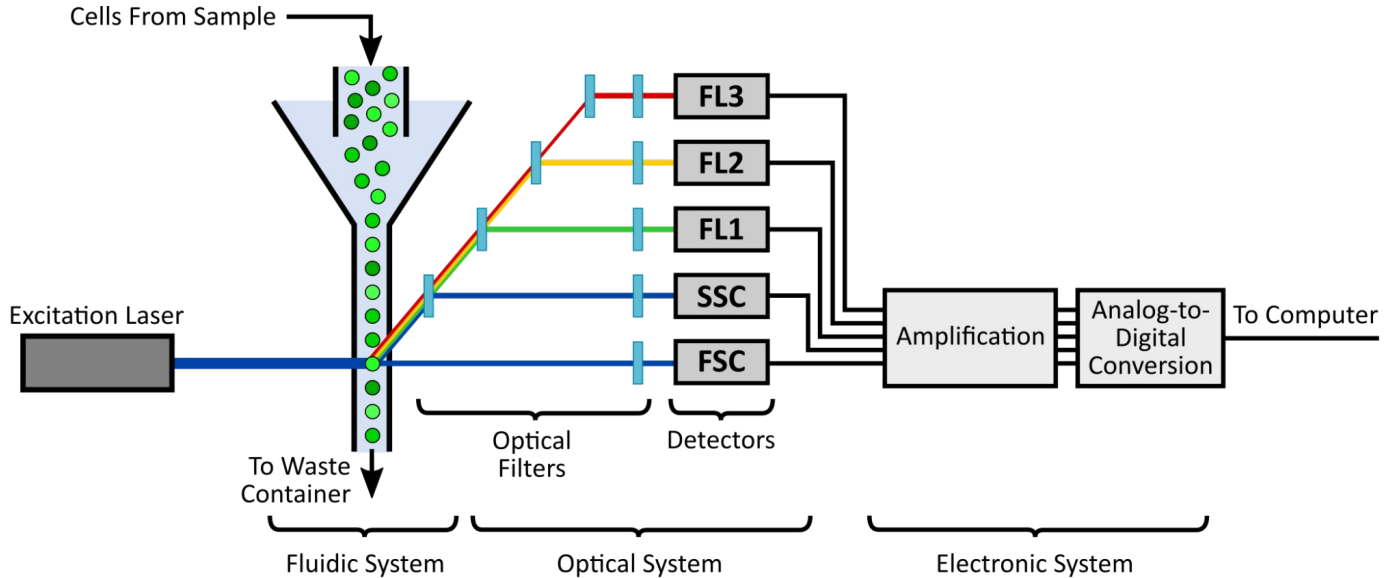 Cells From Sample
FL3
FL2
FL1
SSC
FSC
Excitation Laser
Amplification
Analog-to-
Digital
Conversion
To Computer
Optical
Filters
Detectors
To Waste
Container
Fluidic System
Optical System
Electronic System